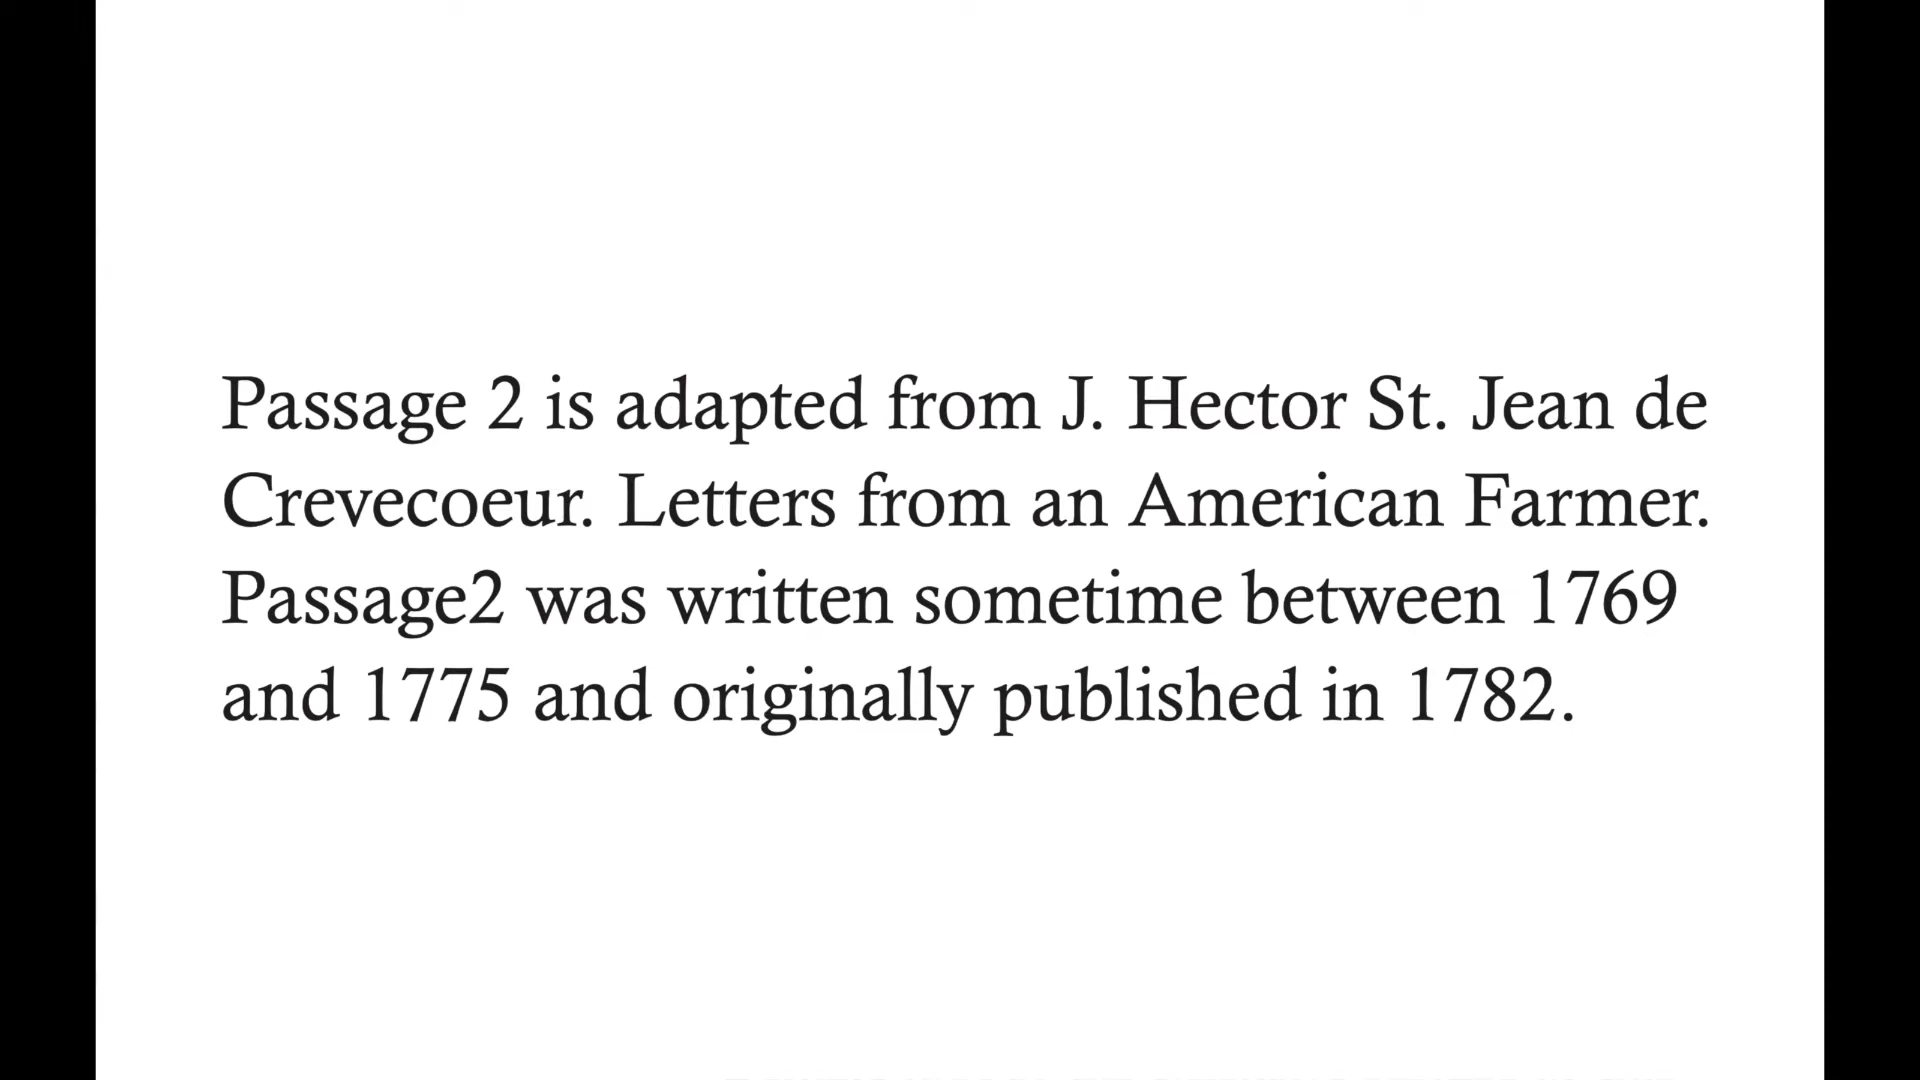 Passage 2 is adapted from J. Hector St. Jean de
Crevecoeur. Letters from an American Farmer.
Passage2 was written sometime between 1769
and 1775 and originally published in 1782.